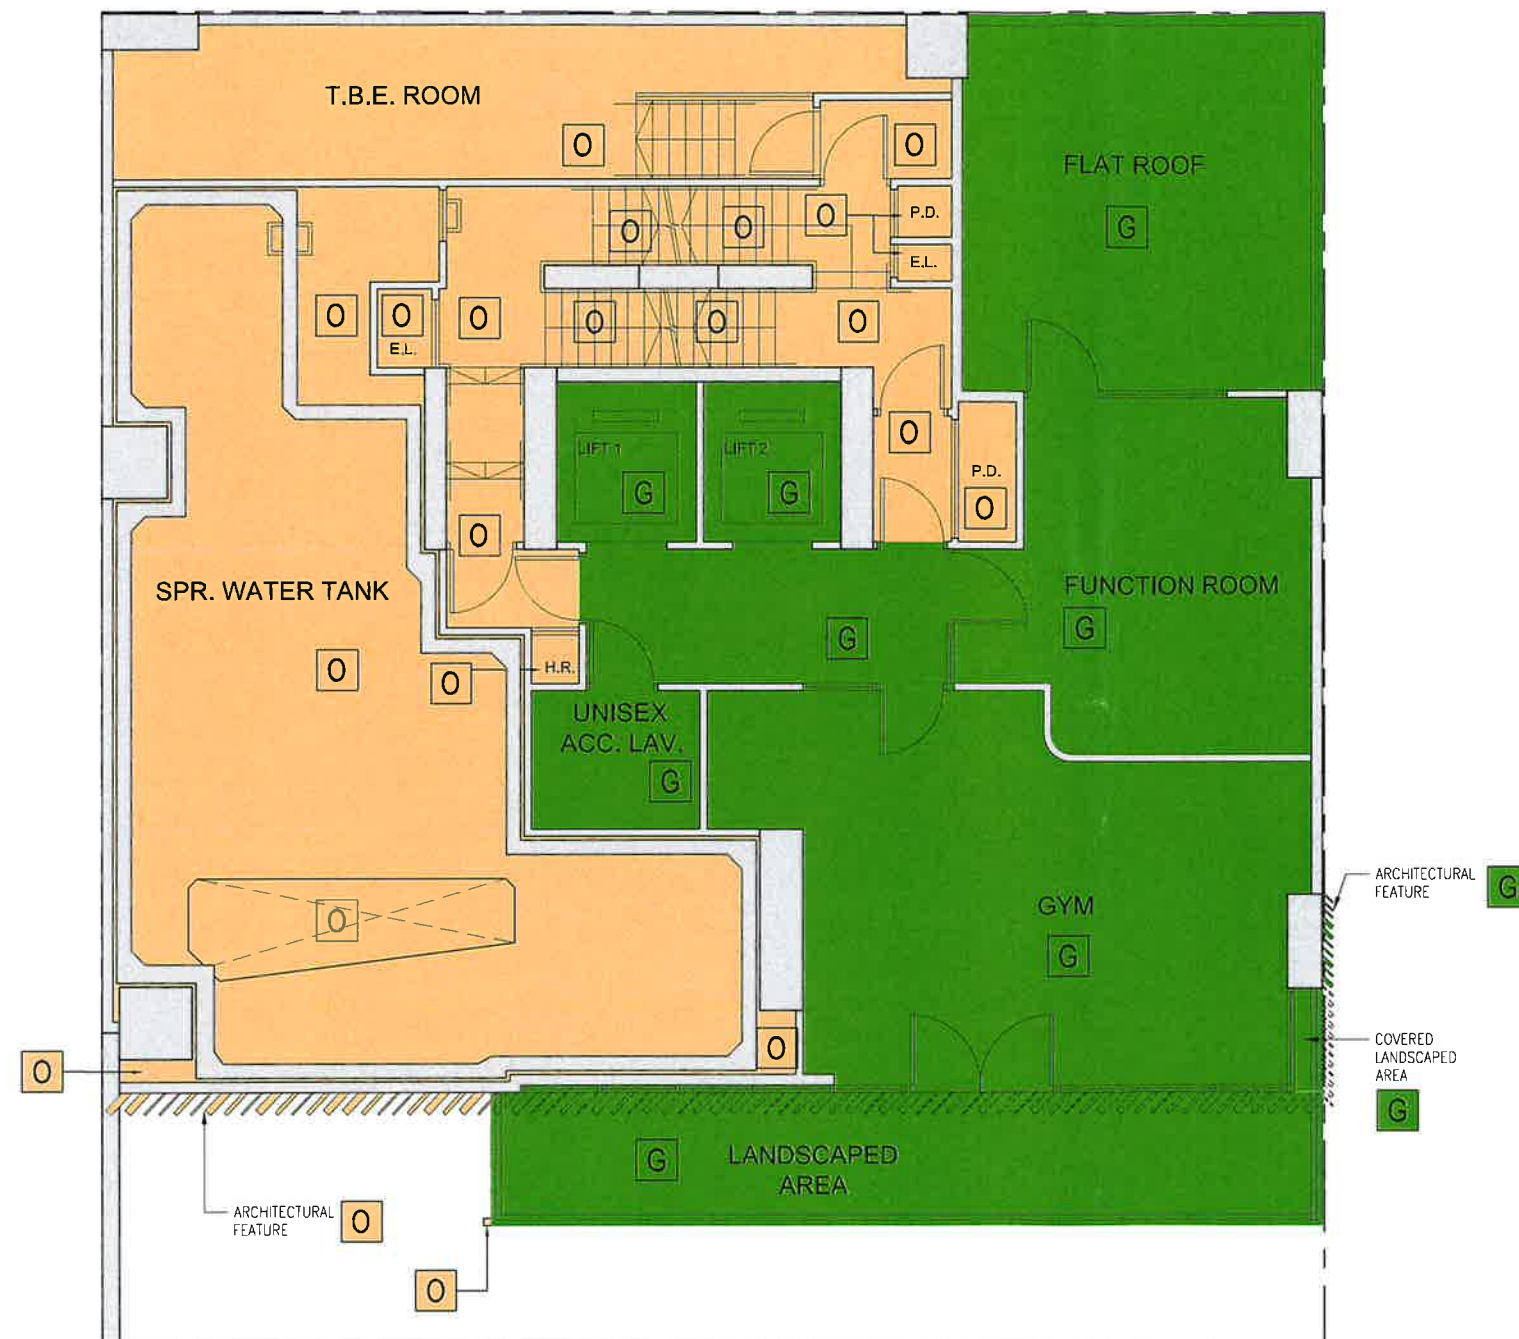 T.B.E. ROOM
O
O
FLAT ROOF
G
O
O
O
P.D.
E.L.
O
O
E.L.
O
O
O
O
LIFT 1
G
LIFT 2
G
O
P.D.
O
O
SPR. WATER TANK
O
O
H.R.
G
FUNCTION ROOM
G
UNISEX
ACC. LAV.
G
O
GYM
G
ARCHITECTURAL
FEATURE
G
O
O
COVERED
LANDSCAPED
AREA
G
G
LANDSCAPED
AREA
ARCHITECTURAL
FEATURE
O
O